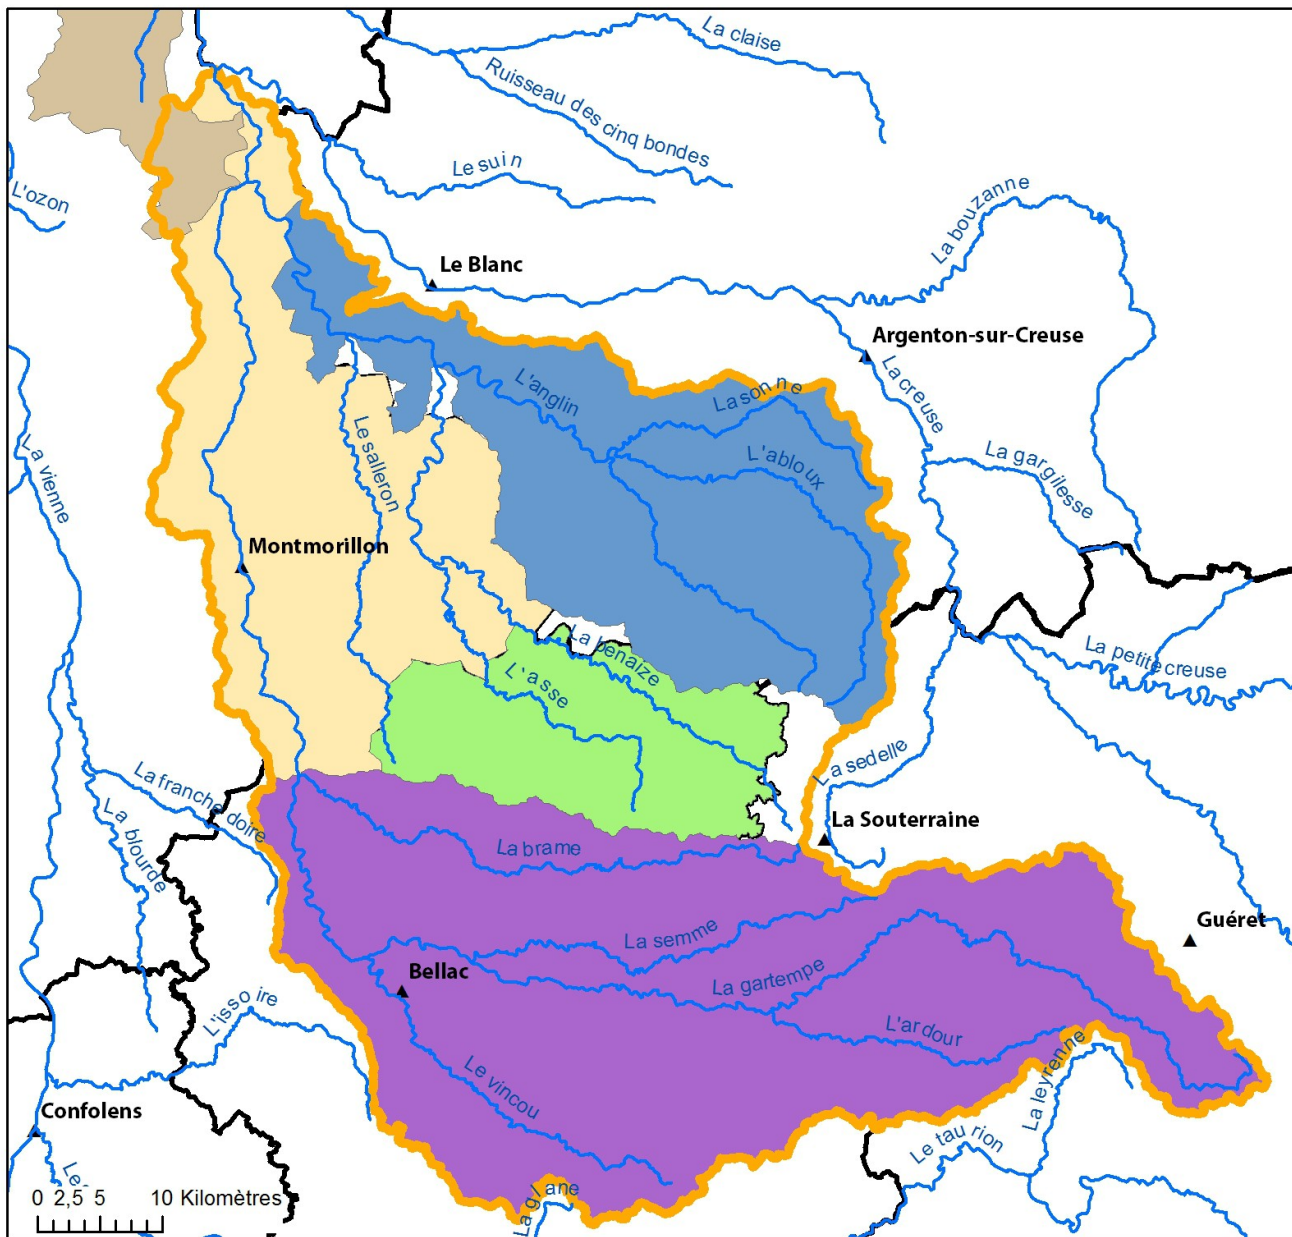 La claise
Ruisseau des cinq bondes
Le suin
L'ozon
La bouzanne
Le Blanc
Argenton-sur-Creuse
L'anglin
La sonne
La creuse
Le salleron
L'abloux
La gargilesse
La vienne
Montmorillon
La benaize
L'asse
La petite creuse
La sedelle
La franche doire
La blourde
La Souterraine
La brame
Guéret
La semme
Bellac
La gartempe
L'issoire
L'ardour
La leyrenne
Le vincou
Confolens
Le taurion
Le
La glane
0 2,5 5 10 Kilomètres